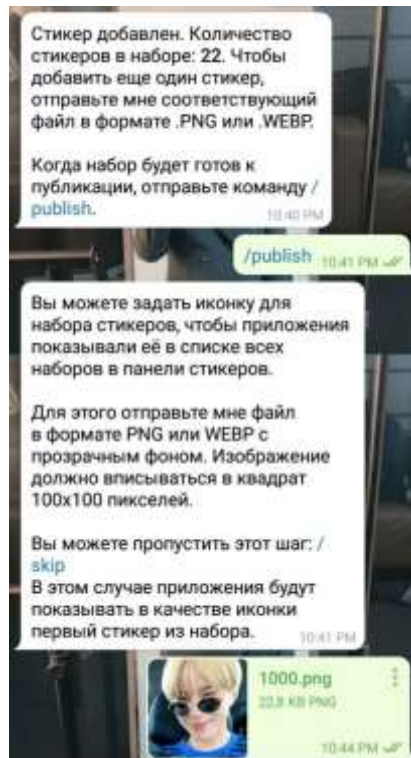 Стикер добавлен. Количество
стикеров в наборе: 22. Чтобы
добавить еще один стикер,
отправьте мне соответствующий
файл в формате .PNG или .WEBP.
Когда набор будет готов к
публикации, отправьте команду /
publish.
10:40 PM
/publish 10:41 PM
Вы можете задать иконку для
набора стикеров, чтобы приложения
показывали её в списке всех
наборов в панели стикеров.
Для этого отправьте мне файл
в формате PNG или WEBP с
прозрачным фоном. Изображение
должно вписываться в квадрат
100x100 пикселей.
Вы можете пропустить этот шаг: /
skip
В этом случае приложения будут
показывать в качестве иконки
первый стикер из набора.
10:41 PM
1000.png
22,8 KB PNG
10:44 PM